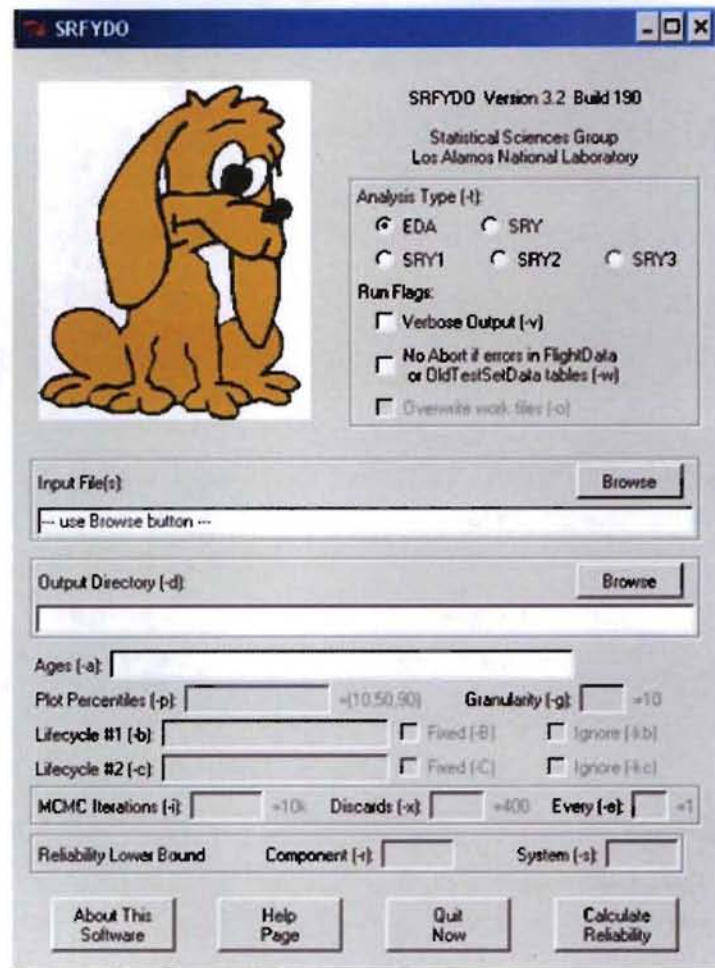 SRFYDO
SRFYDO Version 3.2 Build 190
Statistical Sciences Group
Los Alamos National Laboratory
Analysis Type (-t):
EDA SRY
SRY1 SRY2 SRY3
Run Flags:
Verbose Output (-v)
No Abort if errors in FlightData
or OldTestSetData tables (-w)
Overwrite work files (-o)
Input File(s):
Browse
--- use Browse button ---
Output Directory (-d):
Browse
Ages (-a):
Plot Percentiles (-p): =(10,50,90) Granularity (-g): =10
Lifecycle #1 (-b): Fixed (-B) Ignore (-kb)
Lifecycle #2 (-c): Fixed (-C) Ignore (-kc)
MCMC Iterations (-i): =10k Discards (-x): =400 Every (-e): =1
Reliability Lower Bound Component (-r): System (-s):
About This
Software
Help
Page
Quit
Now
Calculate
Reliability